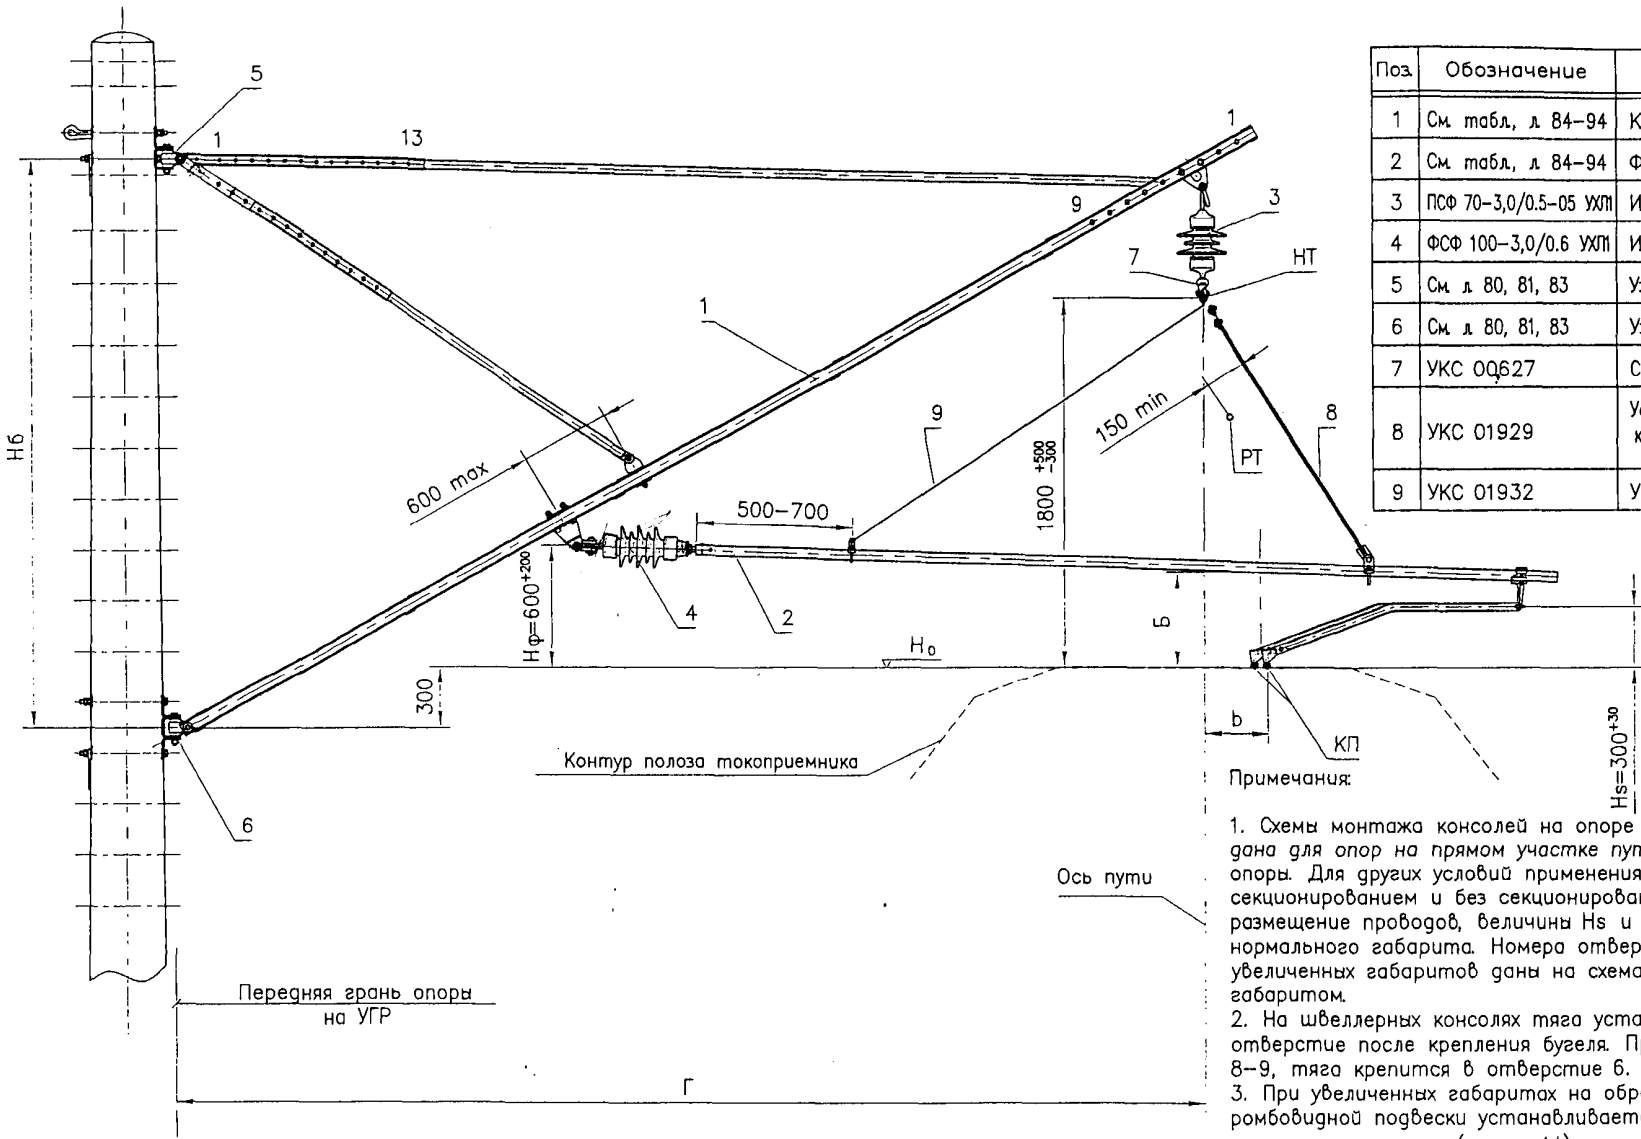 5
1
13
1
9
3
7
НТ
1
Нб
600 max
9
150 min
8
РТ
1800 +500 -300
500-700
Нф=600+200
4
2
Б
Н₀
300
b
КП
Контур полоза токоприемника
Hs=300+30
6
Ось пути
Передняя грань опоры
на УГР
Г
Поз. Обозначение
1 См. табл., л. 84-94 К
2 См. табл., л. 84-94 Ф
3 ПСФ 70-3,0/0.5-05 УХЛ1 И
4 ФСФ 100-3,0/0.6 УХЛ1 И
5 См. л. 80, 81, 83 Уз
6 См. л. 80, 81, 83 Уз
7 УКС 00627 С
8 УКС 01929
к
9 УКС 01932 У
Примечания:
1. Схемы монтажа консолей на опоре
дана для опор на прямом участке пут
опоры. Для других условий применения
секционированием и без секционирован
размещение проводов, величины Hs и
нормального габарита. Номера отвер
увеличенных габаритов даны на схема
габаритом.
2. На швеллерных консолях тяга уста
отверстие после крепления бугеля. Пр
8-9, тяга крепится в отверстие 6.
3. При увеличенных габаритах на обр
ромбовидной подвески устанавливает